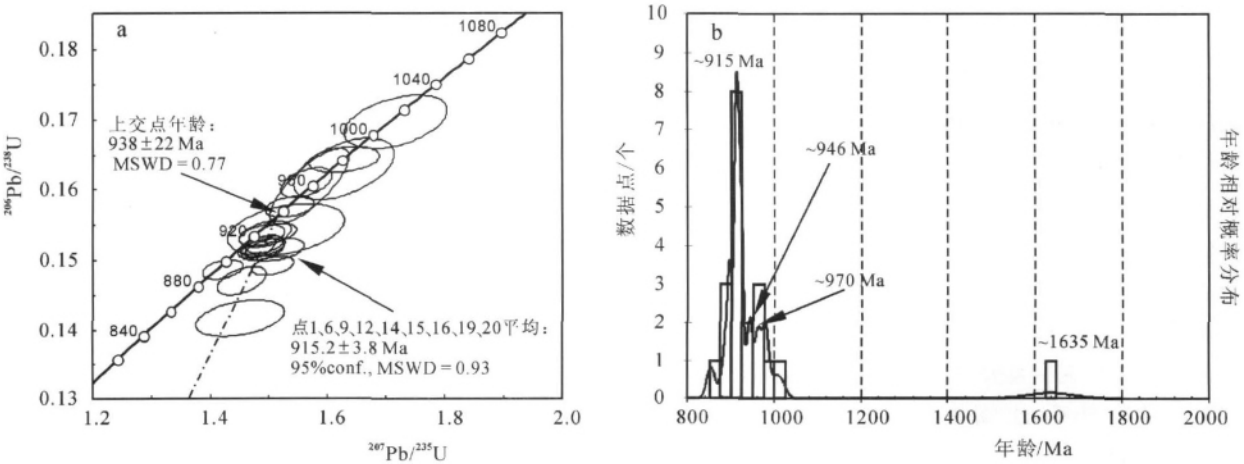 a
0.18
0.17
0.16
0.15
0.14
0.13
²⁰⁶Pb/²³⁸U
1080
1040
1000
960
920
880
840
上交点年龄:
938±22 Ma
MSWD = 0.77
点1,6,9,12,14,15,16,19,20平均:
915.2±3.8 Ma
95%conf., MSWD = 0.93
1.2 1.4 1.6 1.8 2.0
²⁰⁷Pb/²³⁵U
b
10
9
8
7
6
5
4
3
2
1
0
数据点/个
~915 Ma
~946 Ma
~970 Ma
~1635 Ma
800 1000 1200 1400 1600 1800 2000
年龄/Ma
年龄相对概率分布